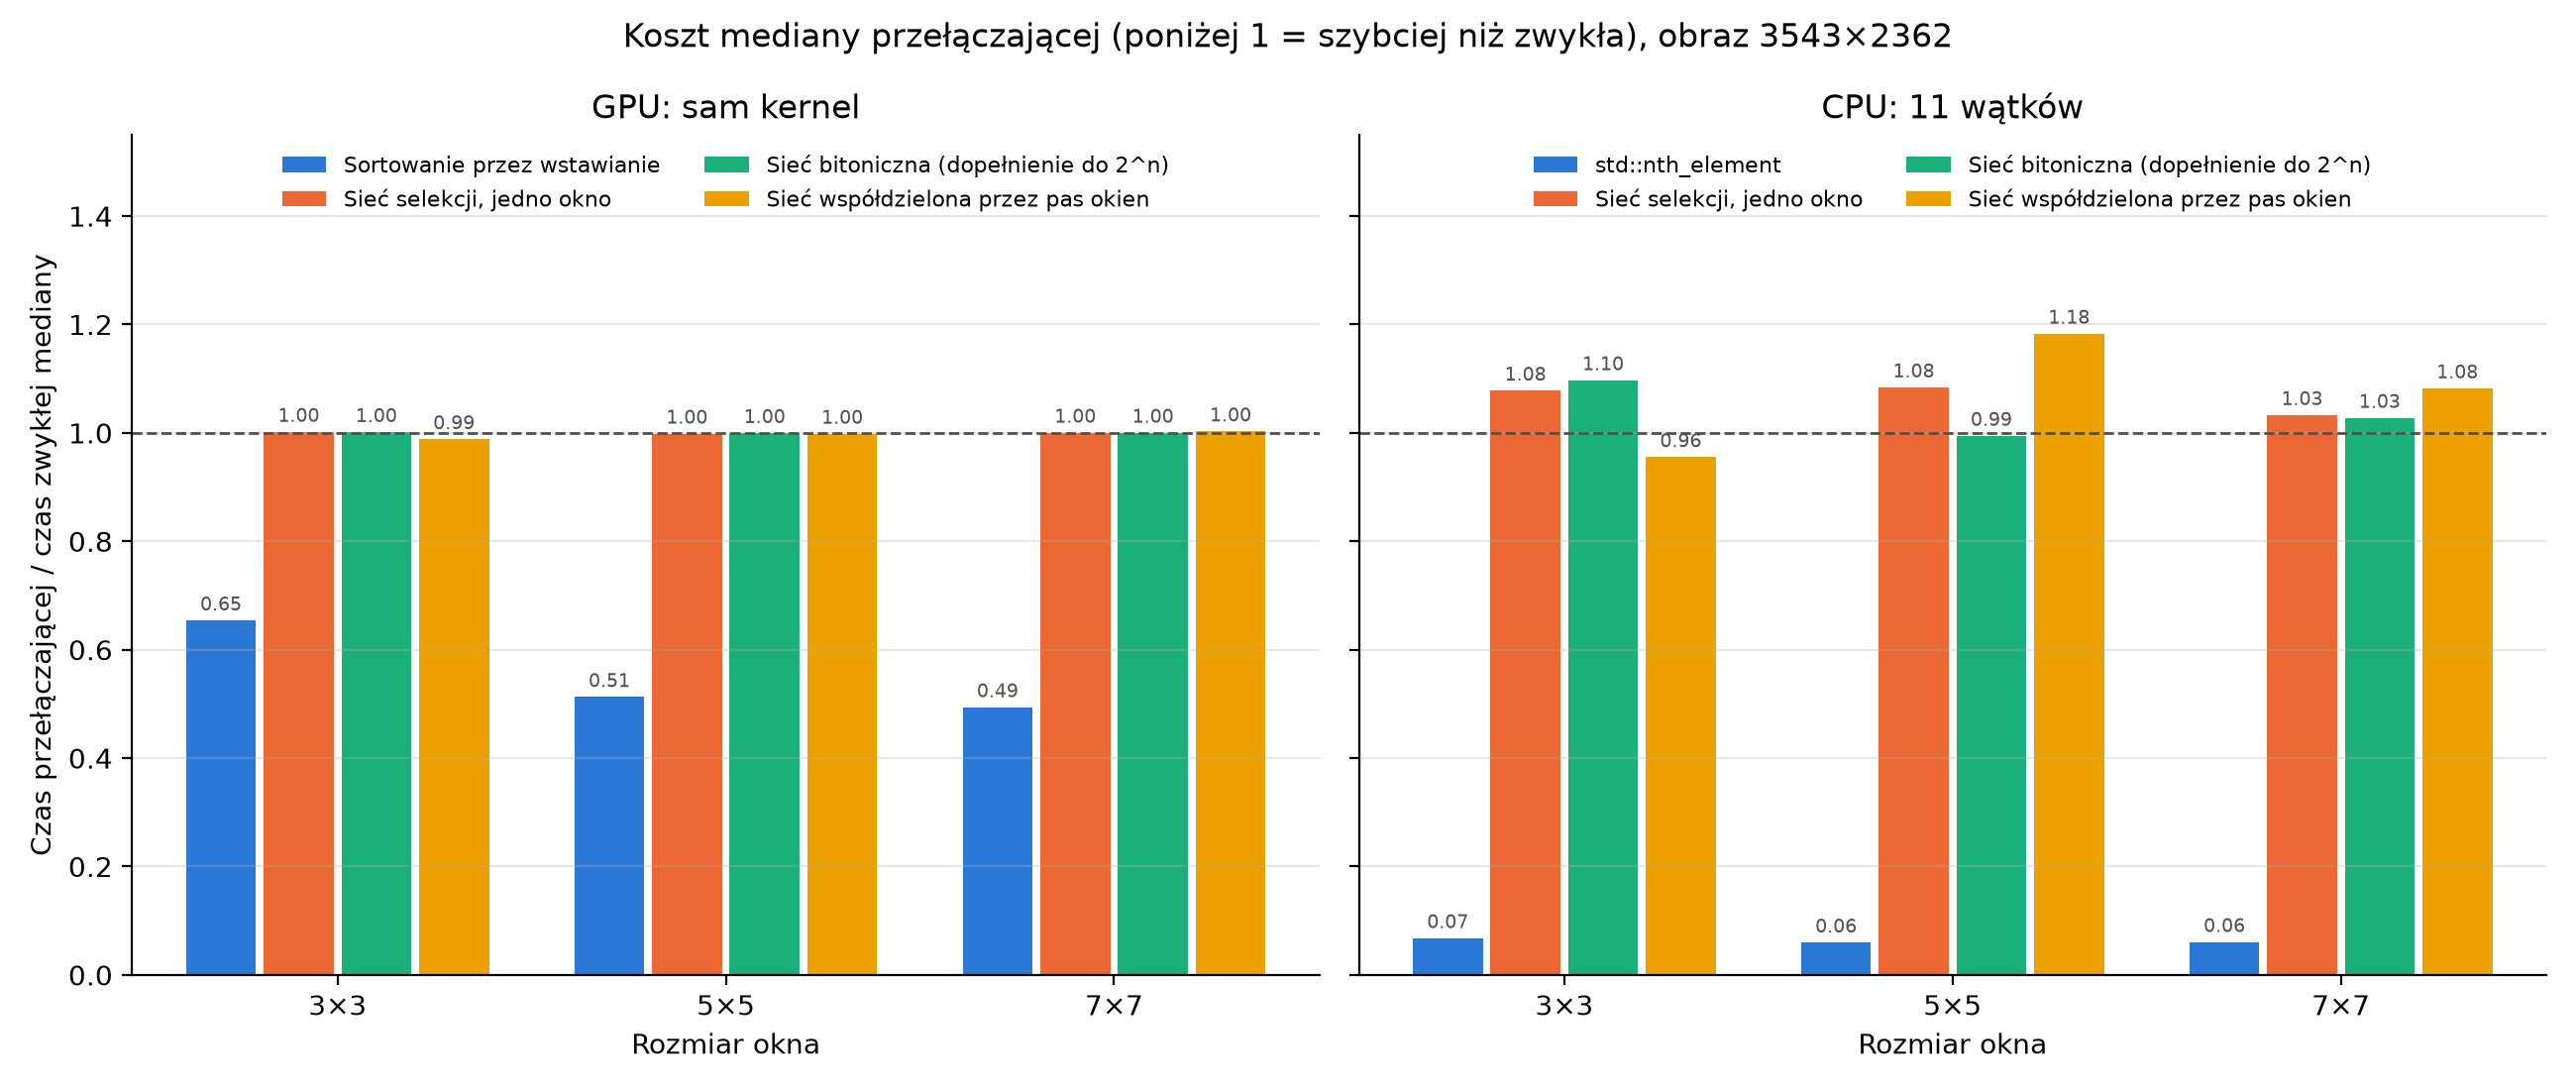 Koszt mediany przełączającej (poniżej 1 = szybciej niż zwykła), obraz 3543×2362
GPU: sam kernel
Sortowanie przez wstawianie
Sieć selekcji, jedno okno
Sieć bitoniczna (dopełnienie do 2^n)
Sieć współdzielona przez pas okien
Czas przełączającej / czas zwykłej mediany
1.4
1.2
1.0
0.8
0.6
0.4
0.2
0.0
0.65
1.00
1.00
0.99
0.51
1.00
1.00
1.00
0.49
1.00
1.00
1.00
3×3
5×5
7×7
Rozmiar okna
CPU: 11 wątków
std::nth_element
Sieć selekcji, jedno okno
Sieć bitoniczna (dopełnienie do 2^n)
Sieć współdzielona przez pas okien
0.07
1.08
1.10
0.96
0.06
1.08
0.99
1.18
0.06
1.03
1.03
1.08
3×3
5×5
7×7
Rozmiar okna